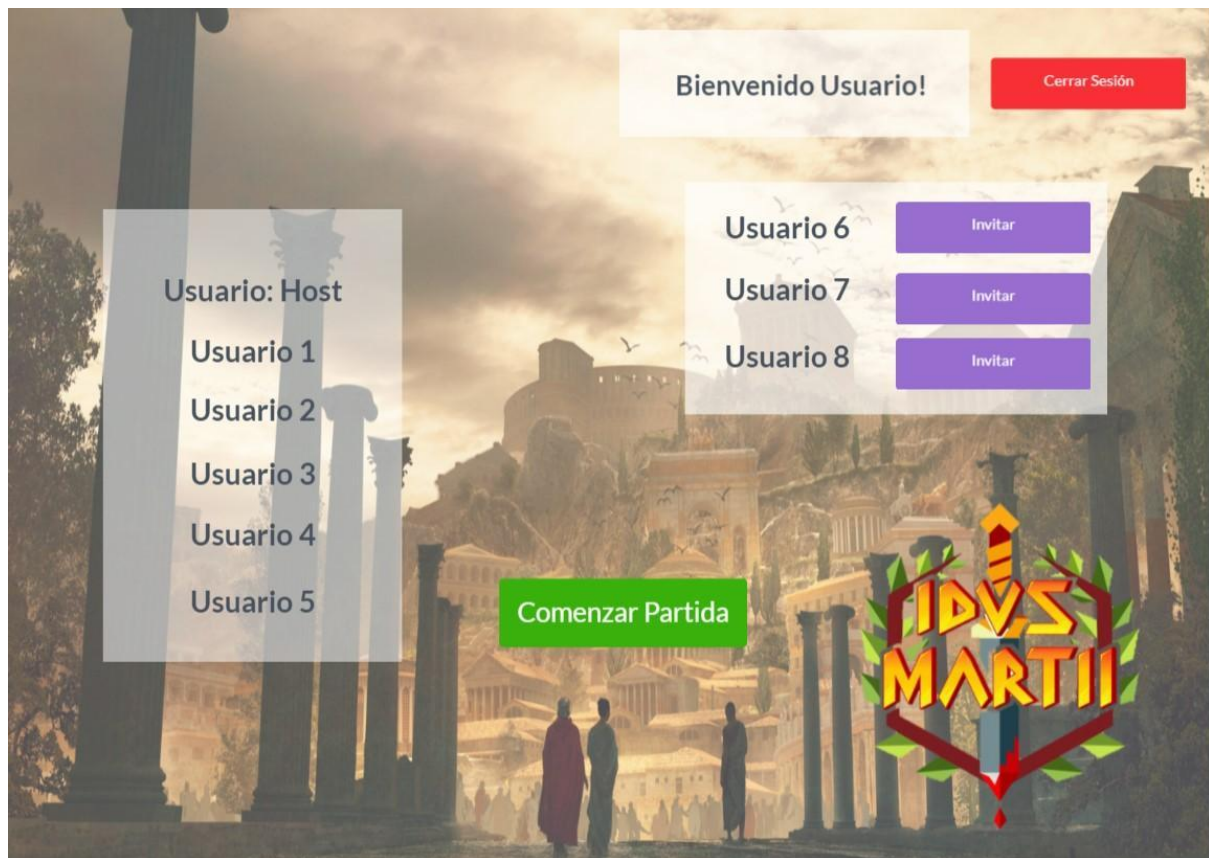 Bienvenido Usuario!
Cerrar Sesión
Usuario: Host
Usuario 1
Usuario 2
Usuario 3
Usuario 4
Usuario 5
Usuario 6 Invitar
Usuario 7 Invitar
Usuario 8 Invitar
Comenzar Partida
IDVS
MARTII